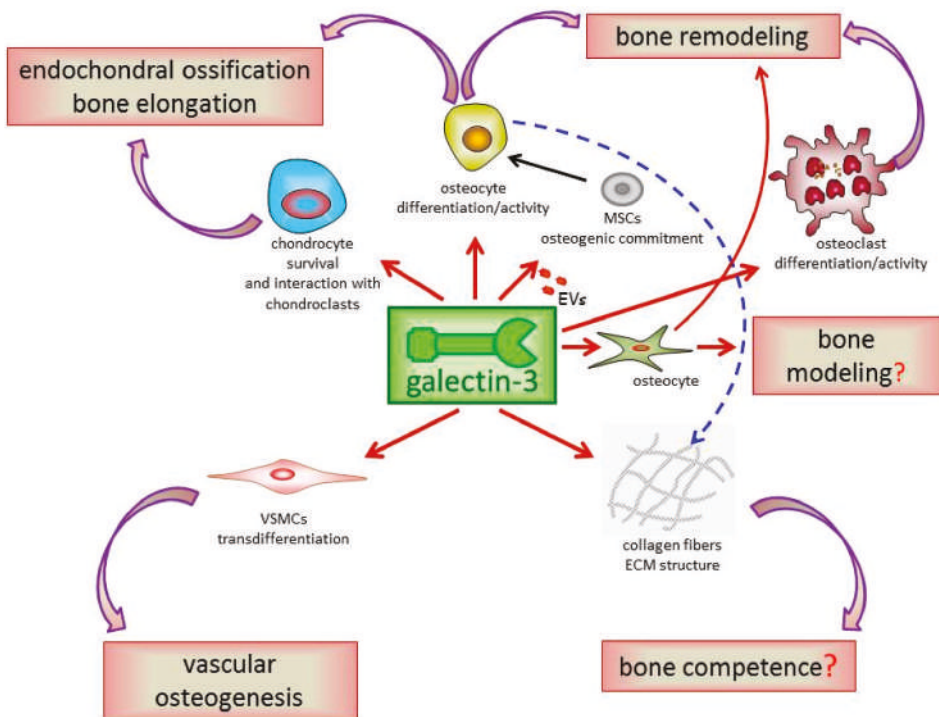 bone remodeling
endochondral ossification
bone elongation
osteocyte
differentiation/activity
MSCs
osteogenic commitment
chondrocyte
survival
and interaction with
chondroclasts
osteoclast
differentiation/activity
EVs
galectin-3
osteocyte
bone
modeling?
VSMCs
transdifferentiation
collagen fibers
ECM structure
vascular
osteogenesis
bone competence?